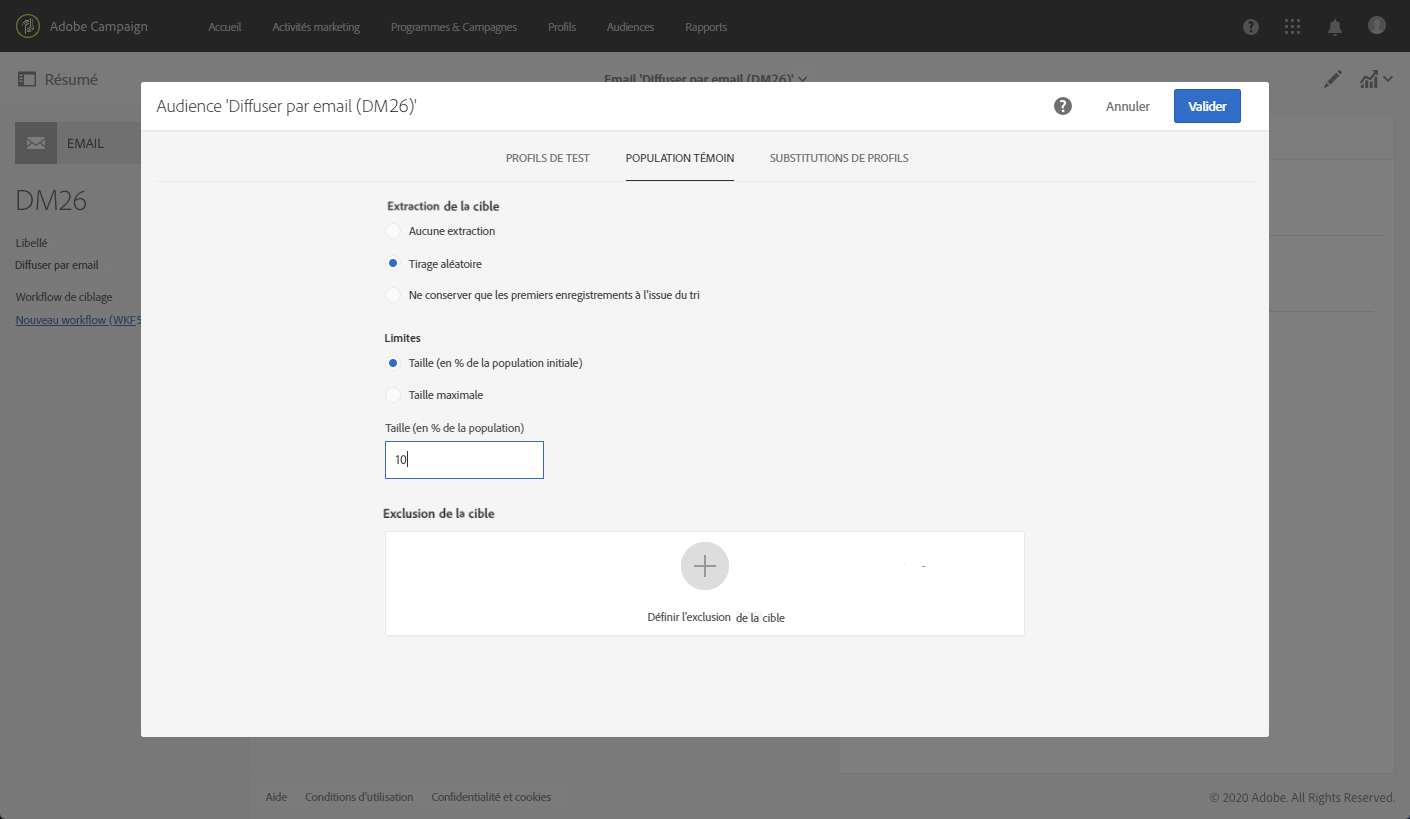 Adobe Campaign
Accueil Activités marketing Programmes & Campagnes Profils Audiences Rapports
Résumé
Email 'Diffuser par email (DM26)'
EMAIL
DM26
Libellé
Diffuser par email
Workflow de ciblage
Nouveau workflow (WKF5
Audience 'Diffuser par email (DM26)'
Annuler
Valider
PROFILS DE TEST POPULATION TÉMOIN SUBSTITUTIONS DE PROFILS
Extraction de la cible
Aucune extraction
Tirage aléatoire
Ne conserver que les premiers enregistrements à l'issue du tri
Limites
Taille (en % de la population initiale)
Taille maximale
Taille (en % de la population)
10
Exclusion de la cible
Définir l'exclusion de la cible
Aide Conditions d'utilisation Confidentialité et cookies
© 2020 Adobe. All Rights Reserved.